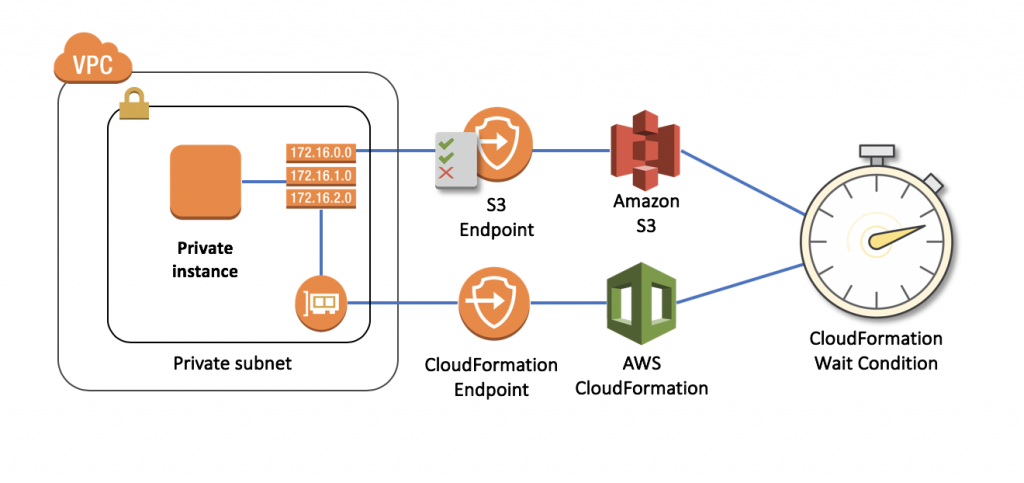 VPC
172.16.0.0
172.16.1.0
172.16.2.0
Private
instance
Private subnet
S3
Endpoint
Amazon
S3
CloudFormation
Endpoint
AWS
CloudFormation
CloudFormation
Wait Condition